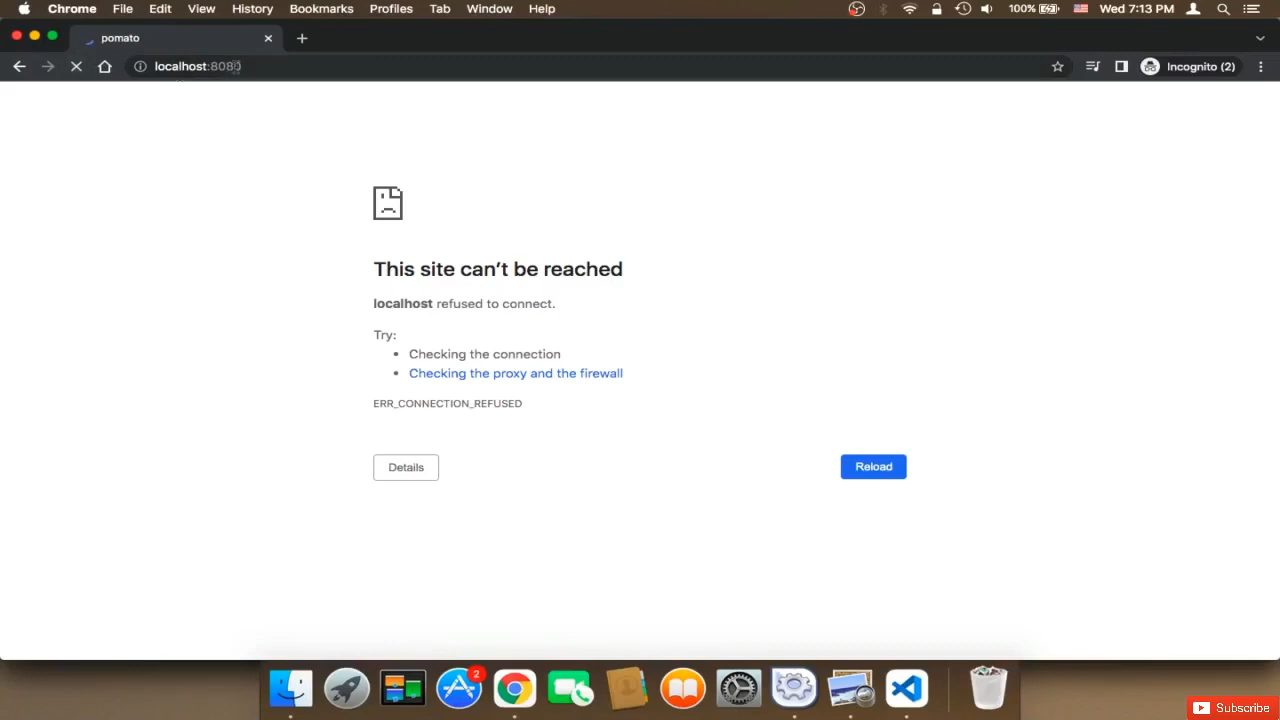 Chrome File Edit View History Bookmarks Profiles Tab Window Help 100% Wed 7:13 PM
pomato
localhost:8080
Incognito (2)
This site can't be reached
localhost refused to connect.
Try:
• Checking the connection
• Checking the proxy and the firewall
ERR_CONNECTION_REFUSED
Details
Reload
2
Subscribe